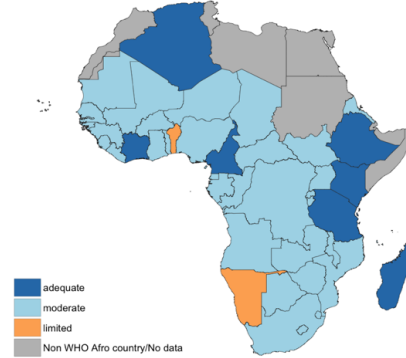 adequate
moderate
limited
Non WHO Afro country/No data